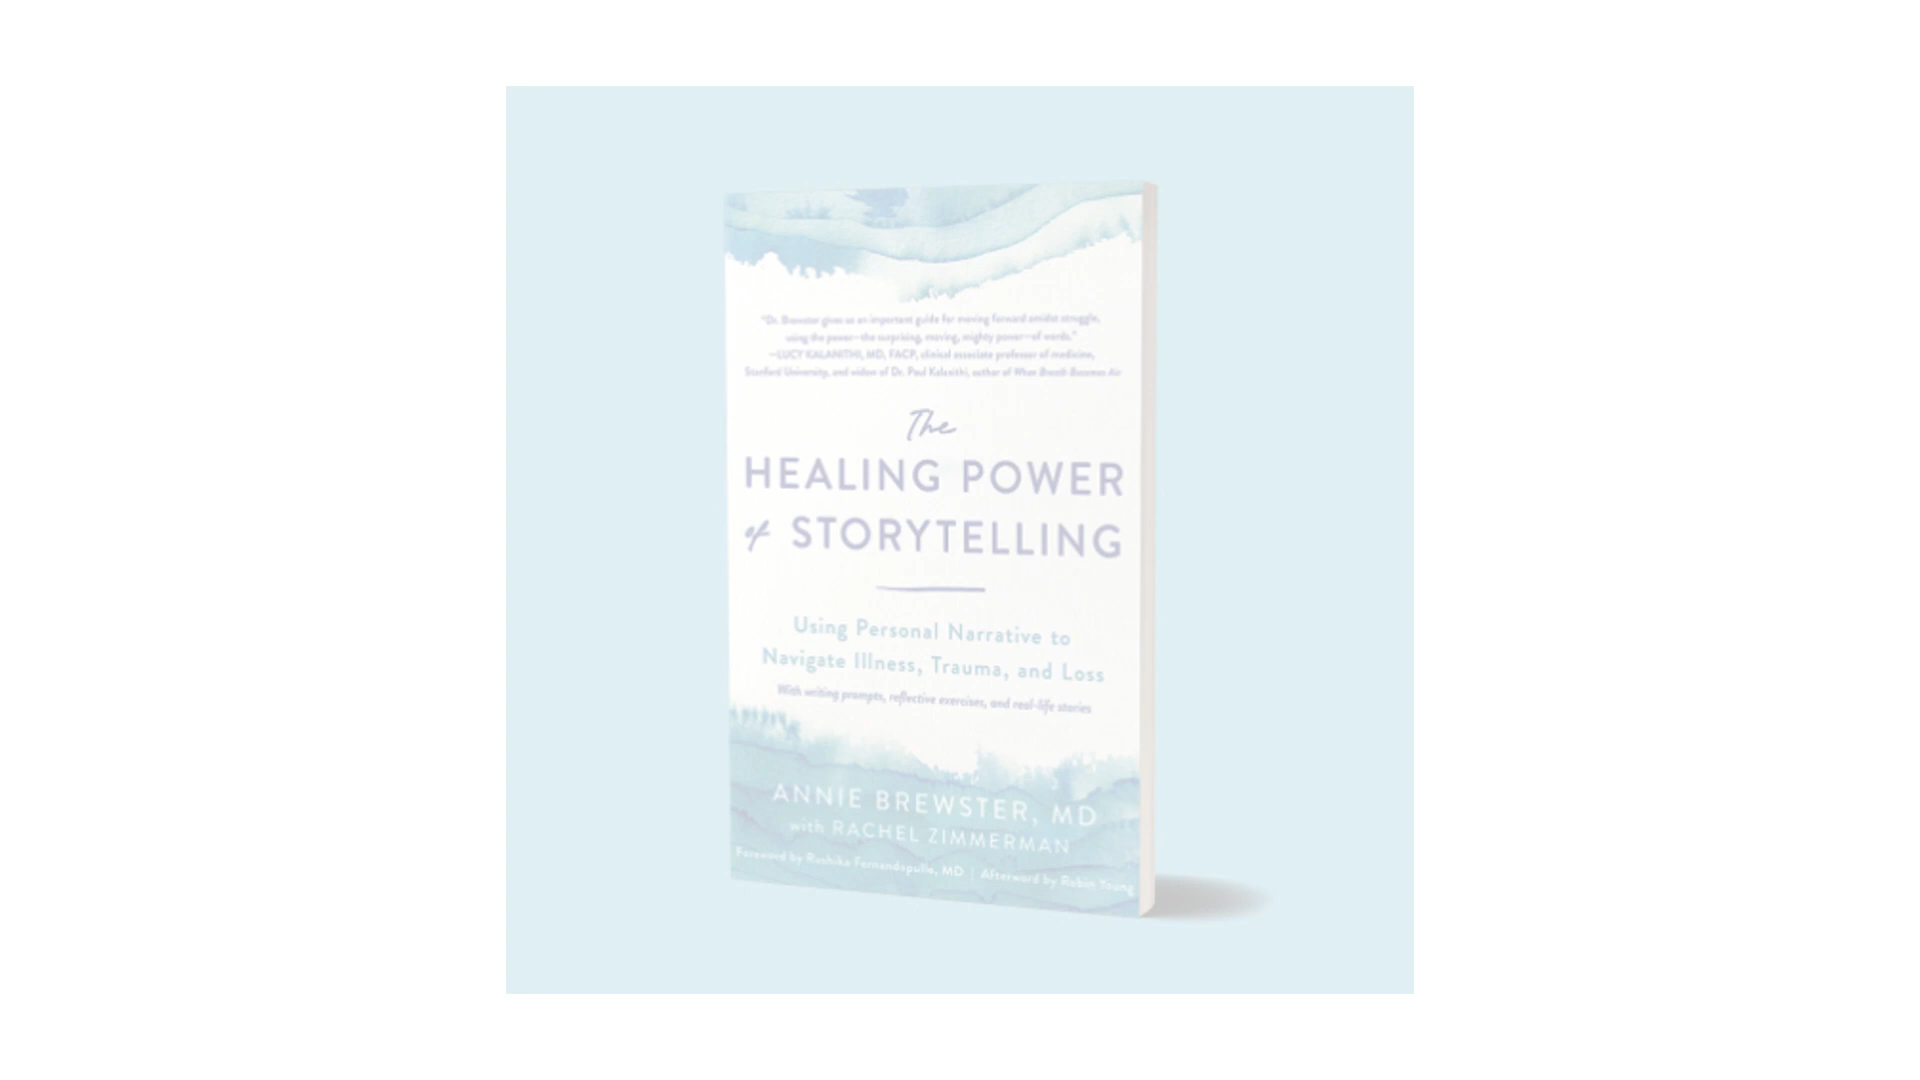 "Dr. Brewster gives us an important guide for moving forward amidst struggle,
using the power—the surprising, moving, mighty power—of words."
—LUCY KALANITHI, MD, FACP, clinical associate professor of medicine,
Stanford University, and widow of Dr. Paul Kalanithi, author of When Breath Becomes Air
The
HEALING POWER
of STORYTELLING
Using Personal Narrative to
Navigate Illness, Trauma, and Loss
With writing prompts, reflective exercises, and real-life stories
ANNIE BREWSTER, MD
with RACHEL ZIMMERMAN
Foreword by Rushika Fernandopulle, MD | Afterword by Robin Young